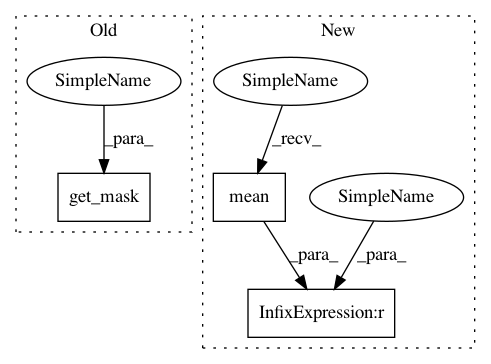 Old
New
SimpleName
SimpleName
_para_
_recv_
get_mask
mean
SimpleName
_para_
_para_
InfixExpression:r